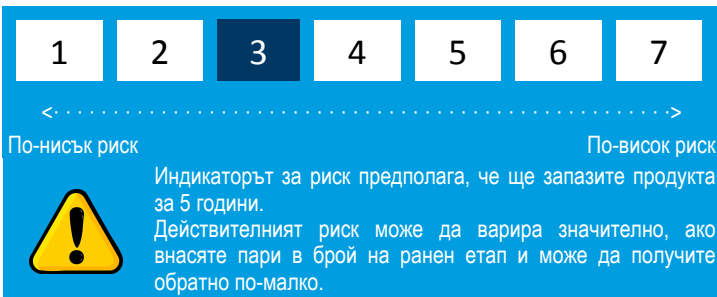 1 2 3 4 5 6 7
По-нисък риск По-висок риск
Индикаторът за риск предполага, че ще запазите продукта
за 5 години.
Действителният риск може да варира значително, ако
внасяте пари в брой на ранен етап и може да получите
обратно по-малко.